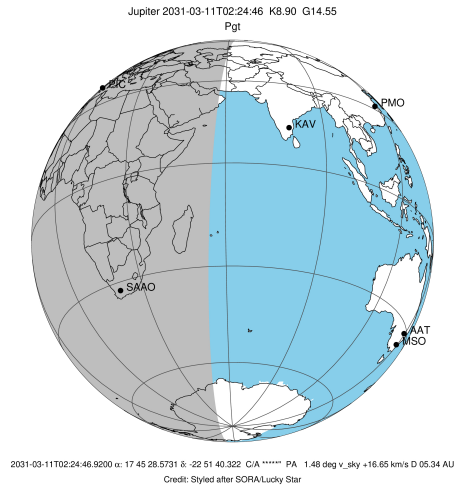 Jupiter 2031-03-11T02:24:46 K8.90 G14.55
Pgt
PMO
KAV
SAAO
AAT
MSO
2031-03-11T02:24:46.9200 α: 17 45 28.5731 δ: -22 51 40.322 C/A *****" PA 1.48 deg v_sky +16.65 km/s D 05.34 AU
Credit: Styled after SORA/Lucky Star